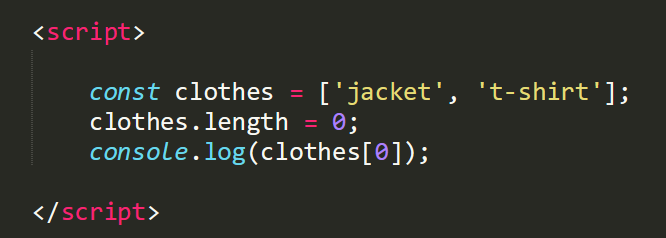 <script>
const clothes = ['jacket', 't-shirt'];
clothes.length = 0;
console.log(clothes[0]);
</script>